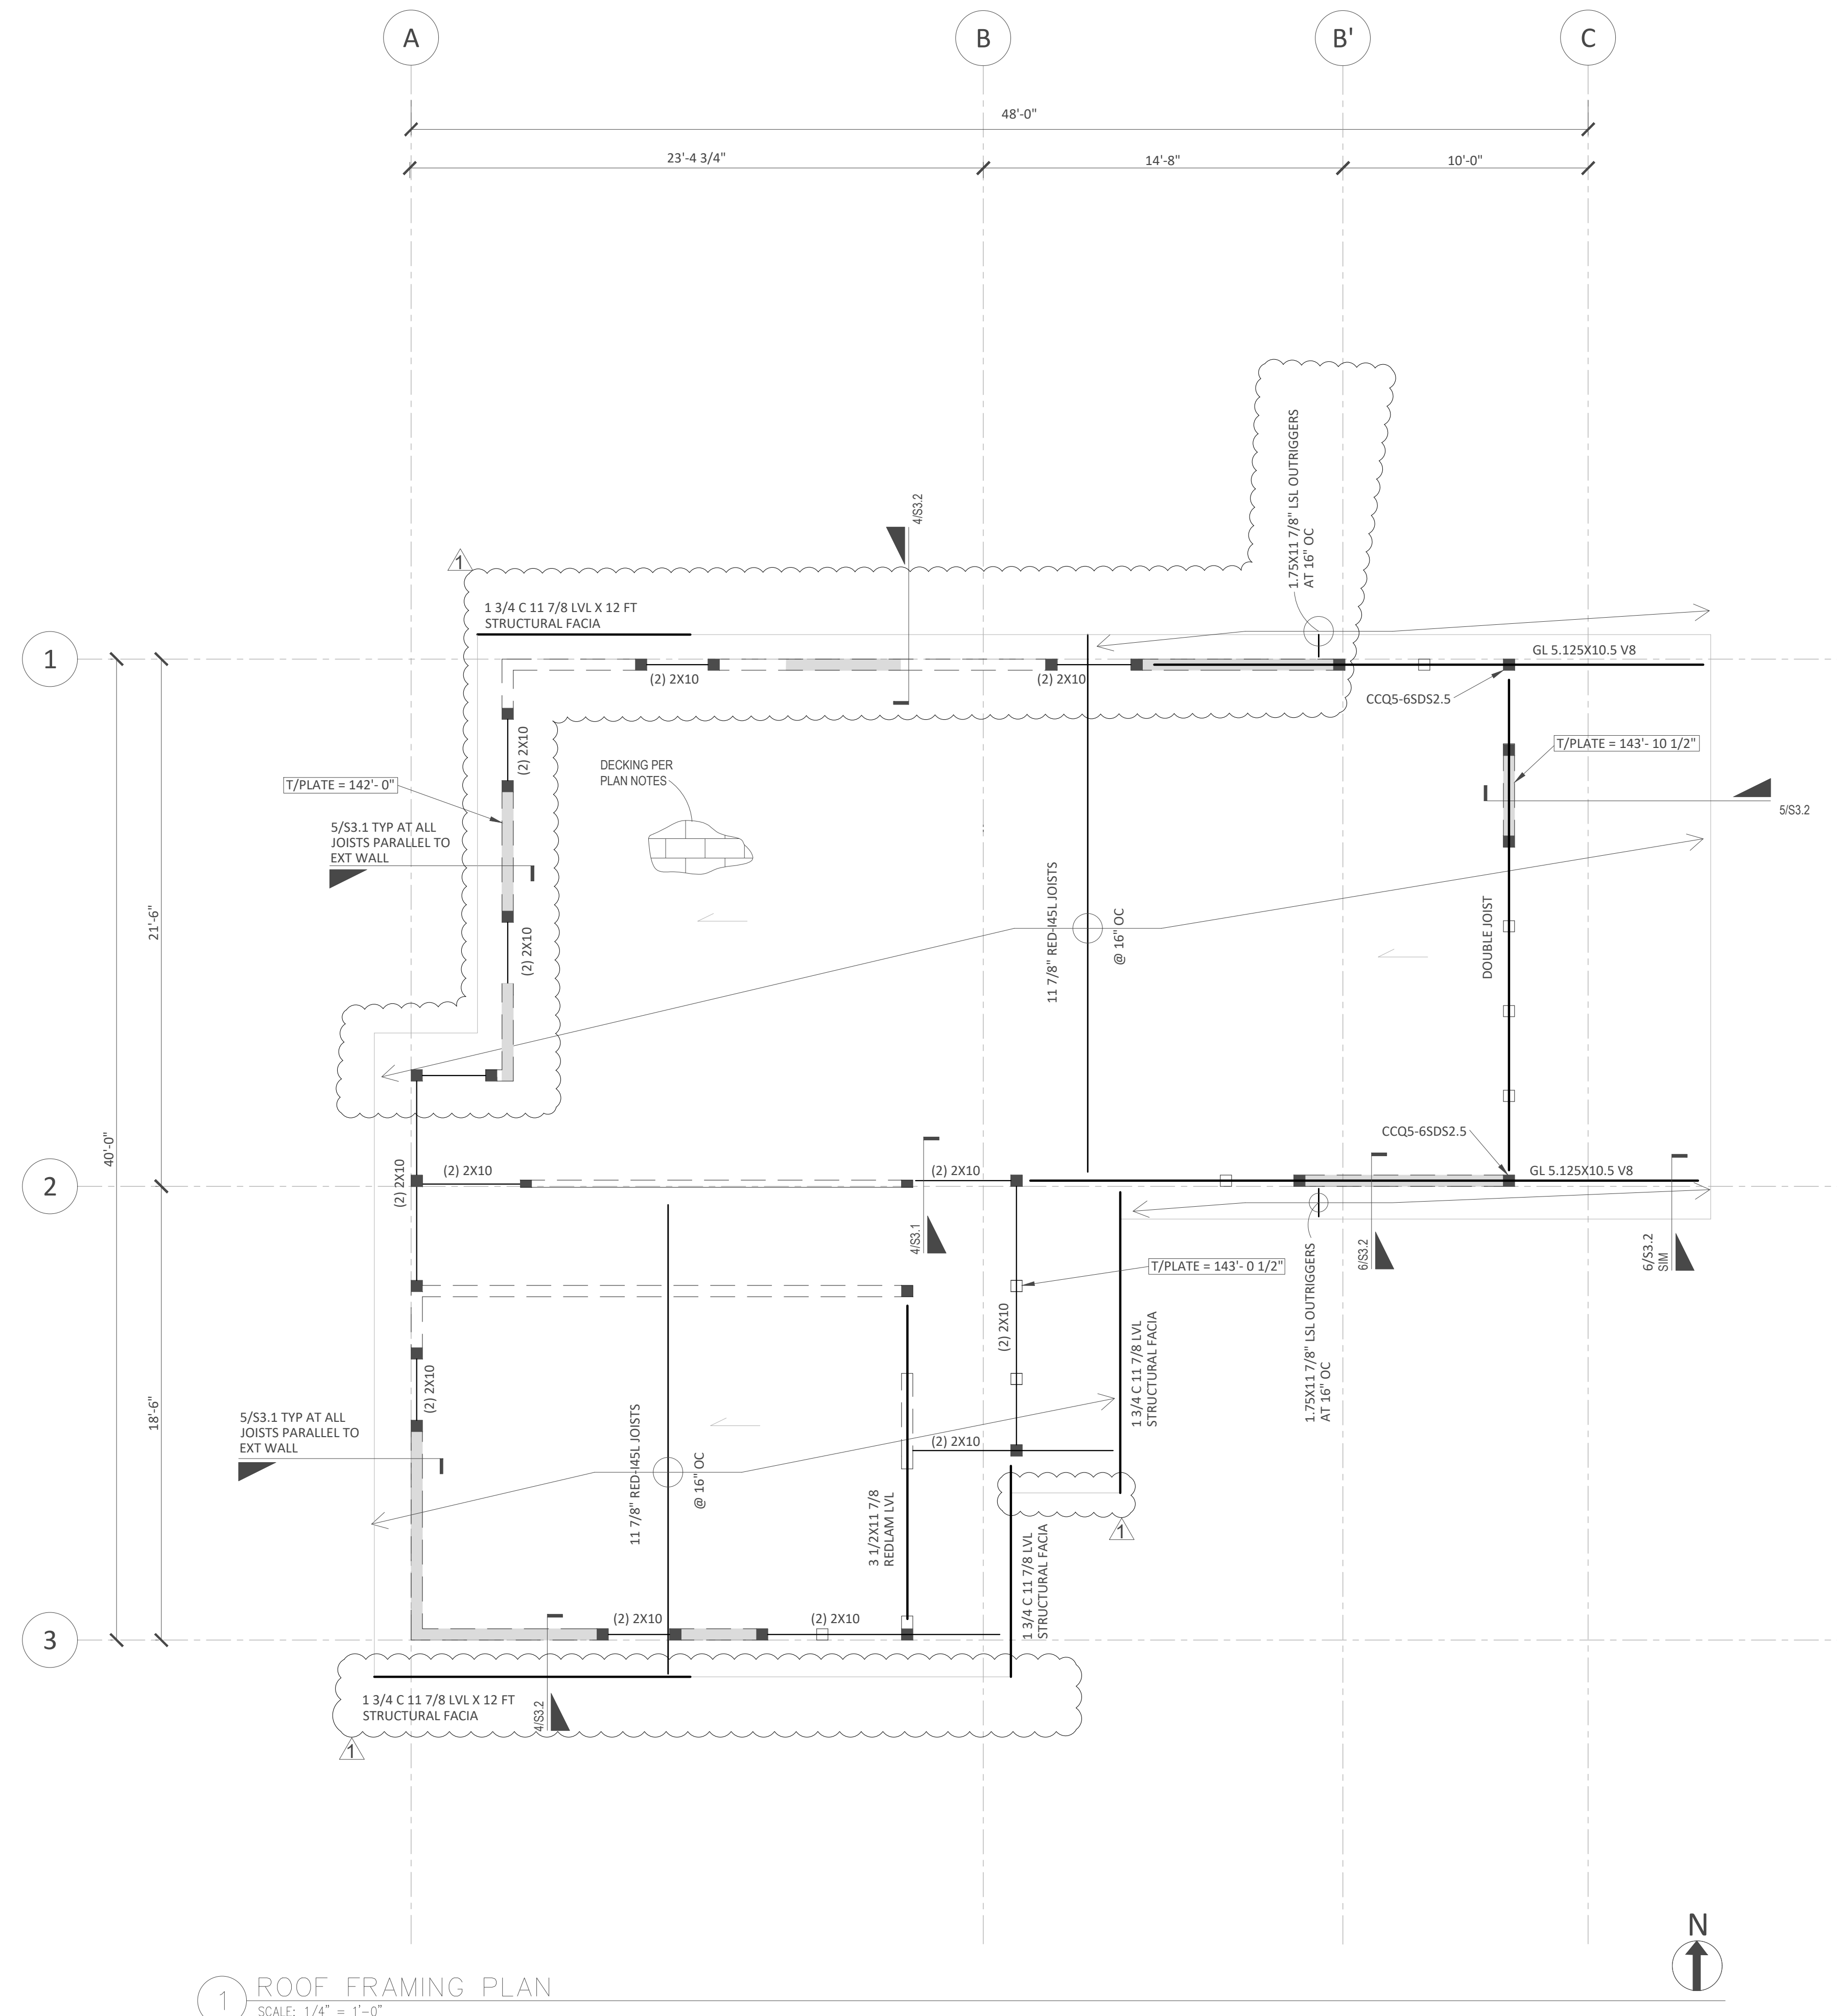 A
B
B'
C
48'-0"
23'-4 3/4"
14'-8"
10'-0"
1.75X11 7/8" LSL OUTRIGGERS
AT 16" OC
4/S3.2
1
1 3/4 C 11 7/8 LVL X 12 FT
STRUCTURAL FACIA
1
GL 5.125X10.5 V8
(2) 2X10
(2) 2X10
CCQ5-6SDS2.5
(2) 2X10
T/PLATE = 143'- 10 1/2"
DECKING PER
PLAN NOTES
T/PLATE = 142'- 0"
5/S3.2
5/S3.1 TYP AT ALL
JOISTS PARALLEL TO
EXT WALL
21'-6"
(2) 2X10
11 7/8" RED-I45L JOISTS
@ 16" OC
DOUBLE JOIST
40'-0"
CCQ5-6SDS2.5
2
(2) 2X10
(2) 2X10
(2) 2X10
GL 5.125X10.5 V8
4/S3.1
6/S3.2
6/S3.2
SIM
T/PLATE = 143'- 0 1/2"
(2) 2X10
1 3/4 C 11 7/8 LVL
STRUCTURAL FACIA
1.75X11 7/8" LSL OUTRIGGERS
AT 16" OC
(2) 2X10
18'-6"
5/S3.1 TYP AT ALL
JOISTS PARALLEL TO
EXT WALL
11 7/8" RED-I45L JOISTS
@ 16" OC
(2) 2X10
3 1/2X11 7/8
REDLAM LVL
1
1 3/4 C 11 7/8 LVL
STRUCTURAL FACIA
(2) 2X10
(2) 2X10
3
1 3/4 C 11 7/8 LVL X 12 FT
STRUCTURAL FACIA
4/S3.2
1
N
1
ROOF FRAMING PLAN
SCALE: 1/4" = 1'-0"